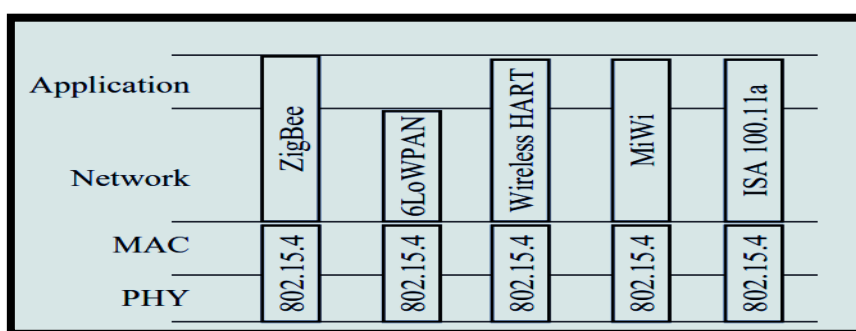 Application
Network
MAC
PHY
ZigBee
6LoWPAN
Wireless HART
MiWi
ISA 100.11a
802.15.4
802.15.4
802.15.4
802.15.4
802.15.4